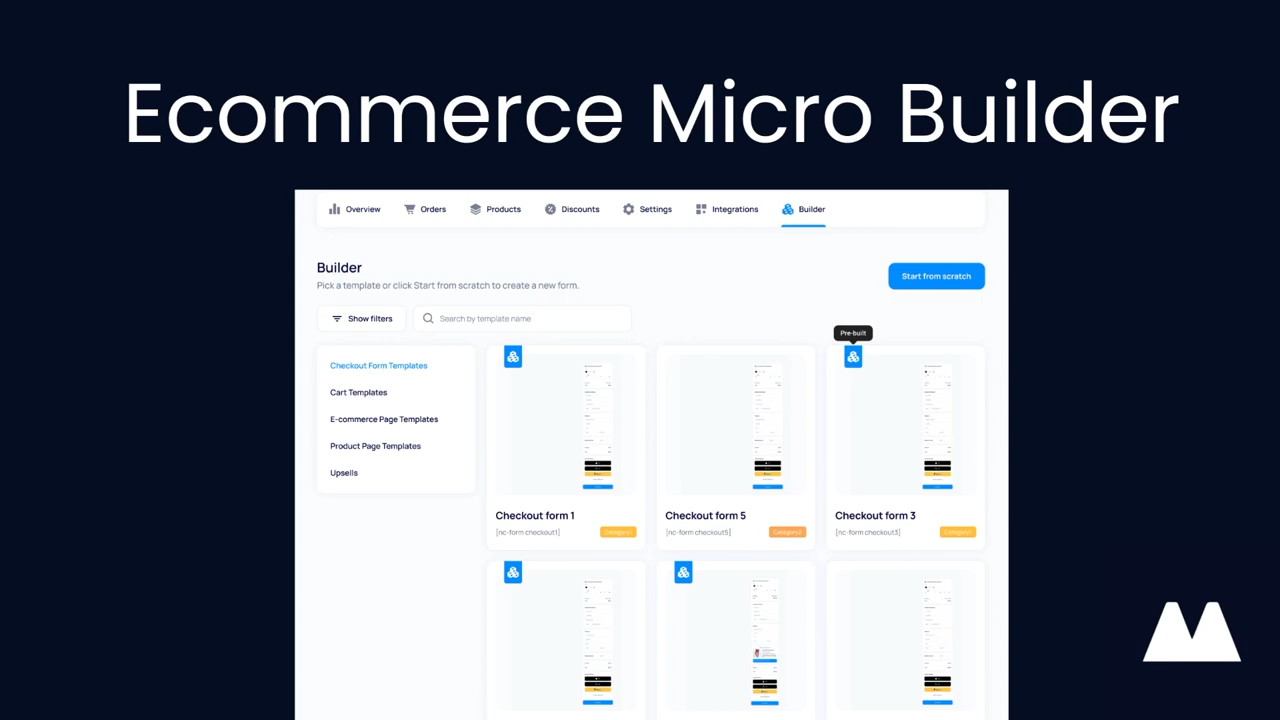 Ecommerce Micro Builder
Overview Orders Products Discounts Settings Integrations Builder
Builder
Pick a template or click Start from scratch to create a new form.
Start from scratch
Show filters
Search by template name
Pre-built
Checkout Form Templates
Cart Templates
E-commerce Page Templates
Product Page Templates
Upsells
Checkout form 1
[nc-form checkout1]
Category1
Checkout form 5
[nc-form checkout5]
Category2
Checkout form 3
[nc-form checkout3]